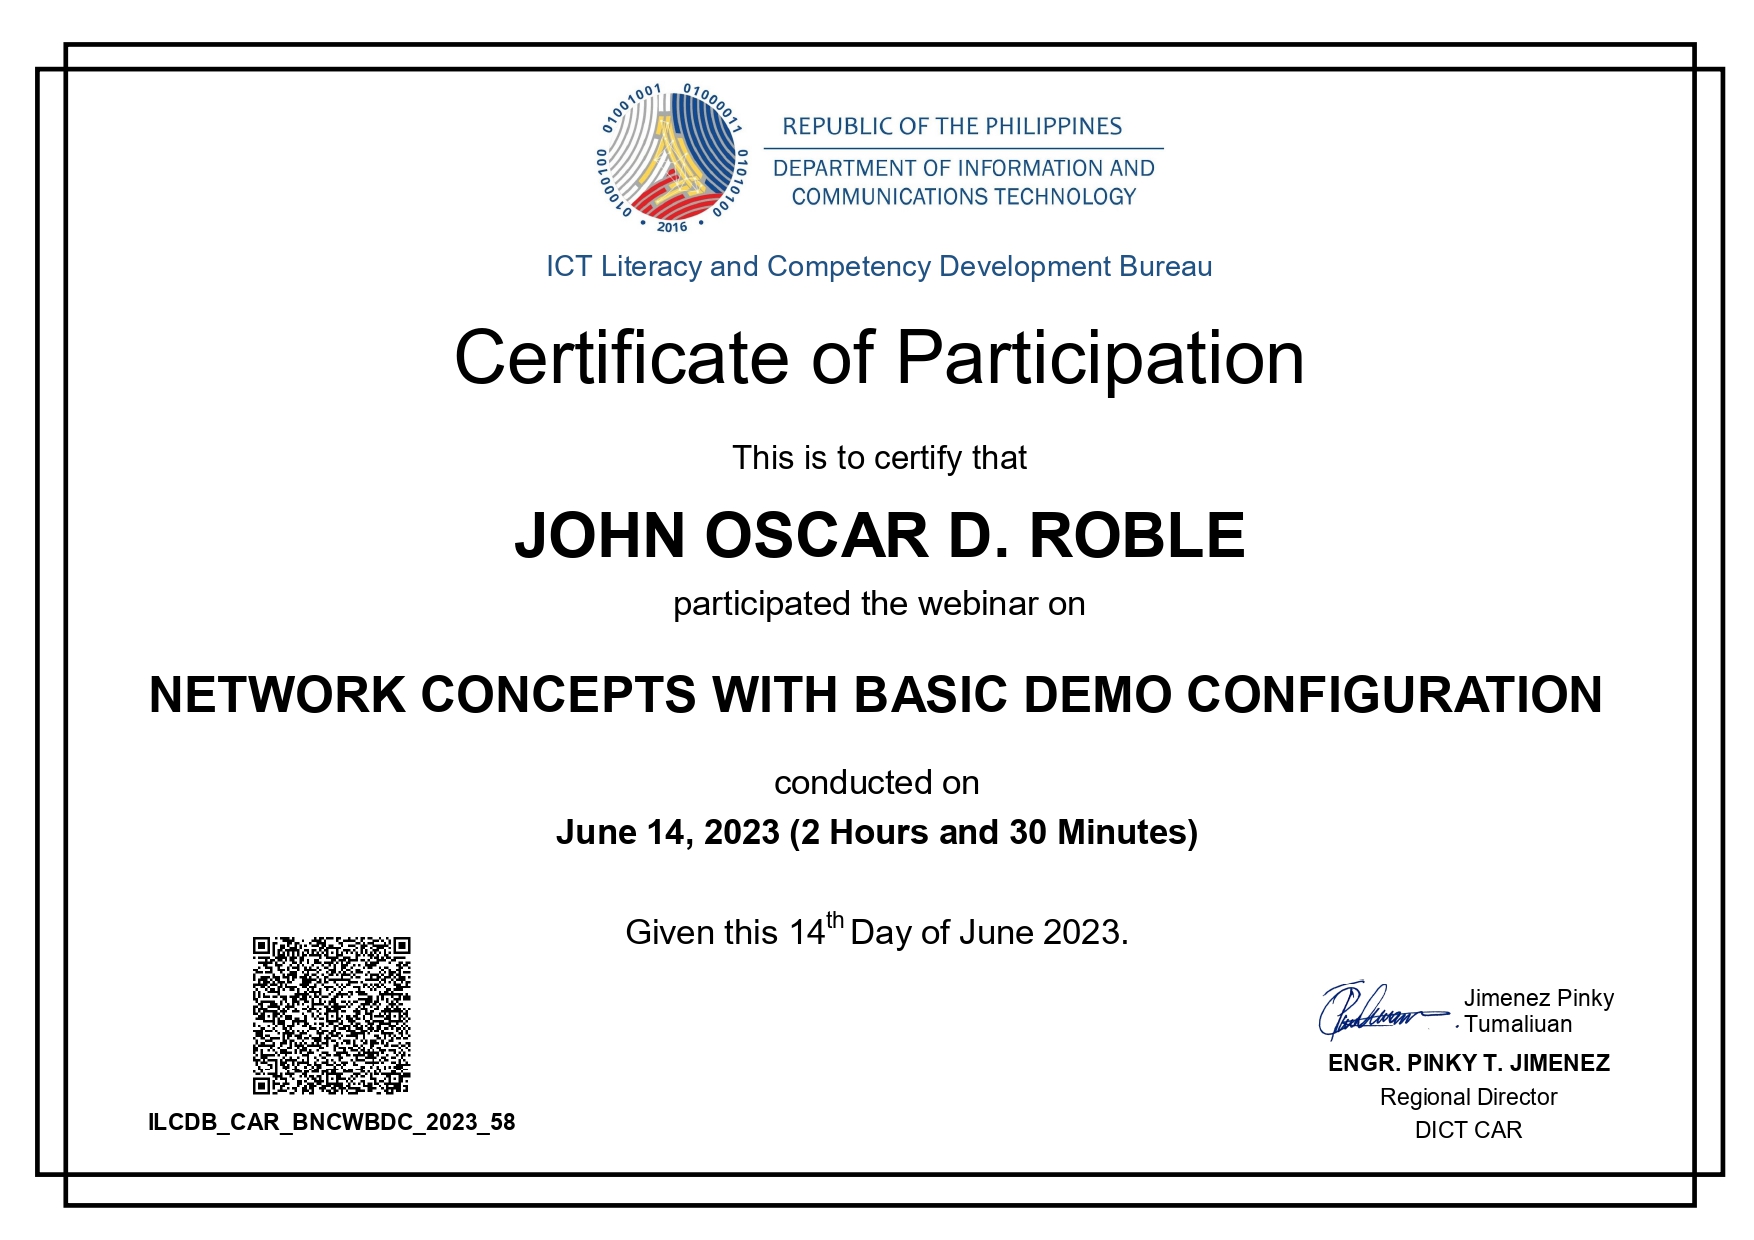 01001001 01000011 01010100 01000100
• 2016 •
REPUBLIC OF THE PHILIPPINES
DEPARTMENT OF INFORMATION AND
COMMUNICATIONS TECHNOLOGY
ICT Literacy and Competency Development Bureau
Certificate of Participation
This is to certify that
JOHN OSCAR D. ROBLE
participated the webinar on
NETWORK CONCEPTS WITH BASIC DEMO CONFIGURATION
conducted on
June 14, 2023 (2 Hours and 30 Minutes)
Given this 14th Day of June 2023.
ILCDB_CAR_BNCWBDC_2023_58
Jimenez Pinky
Tumaliuan
ENGR. PINKY T. JIMENEZ
Regional Director
DICT CAR